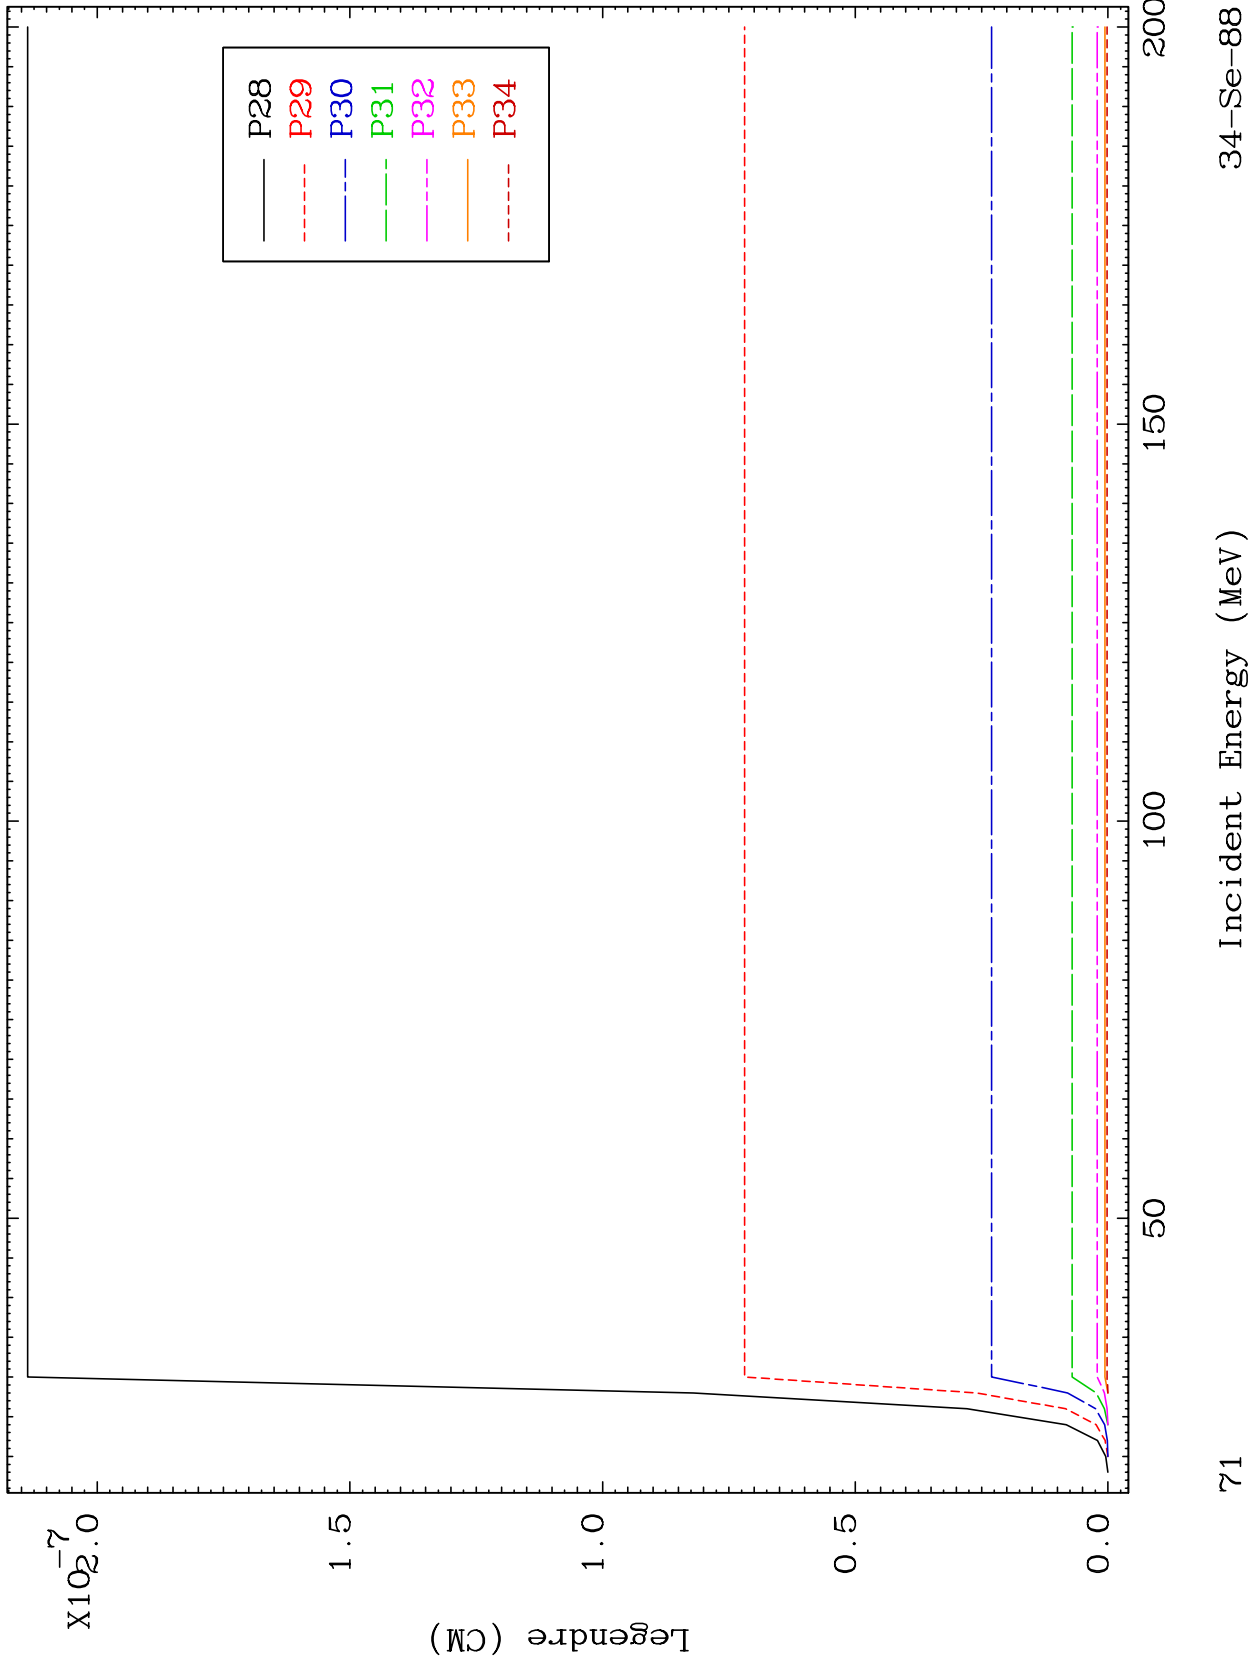 X10-7
2.0
1.5
1.0
0.5
0.0
Legendre (CM)
P28
P29
P30
P31
P32
P33
P34
50
100
150
200
Incident Energy (MeV)
71
34-Se-88